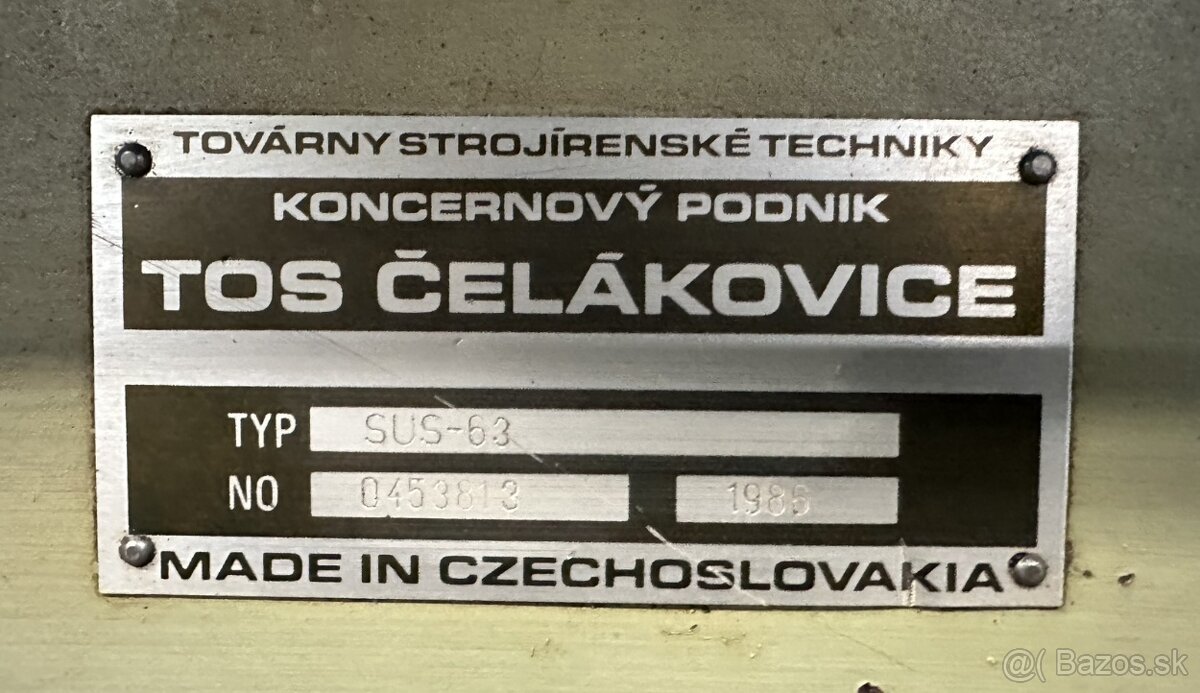 TOVÁRNY STROJÍRENSKÉ TECHNIKY
KONCERNOVÝ PODNIK
TOS ČELÁKOVICE
TYP SUS-63
NO 0453813 1986
MADE IN CZECHOSLOVAKIA
@( Bazos.sk